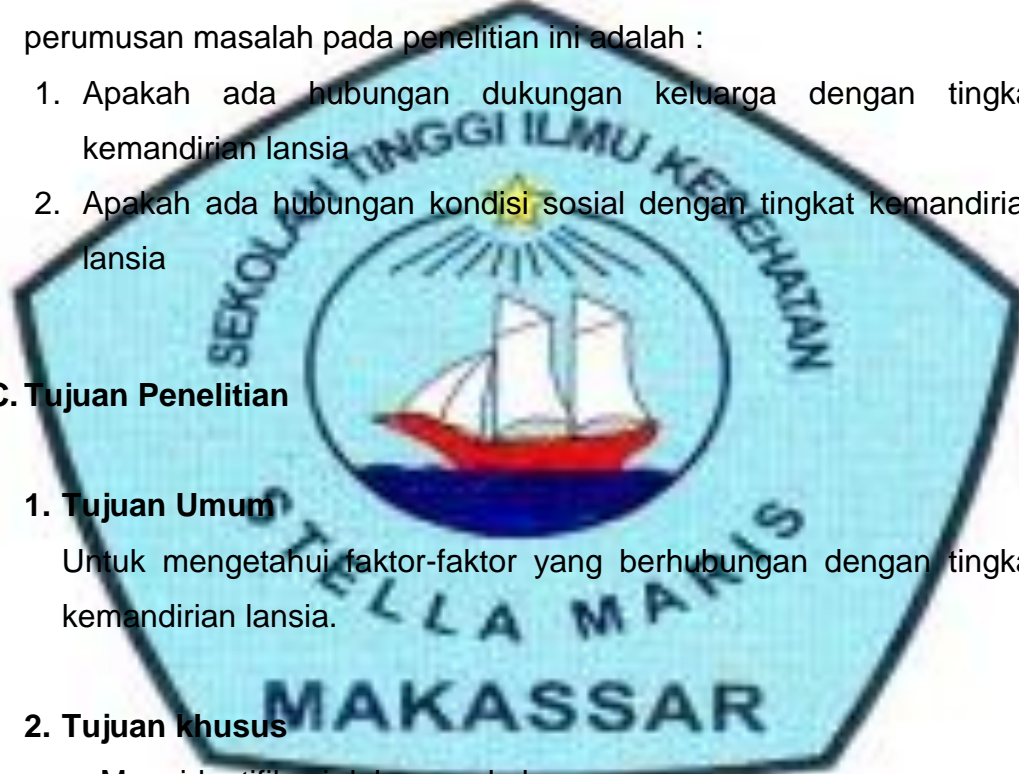 perumusan masalah pada penelitian ini adalah :
1. Apakah ada hubungan dukungan keluarga dengan tingka
kemandirian lansia
2. Apakah ada hubungan kondisi sosial dengan tingkat kemandiria
lansia
SEKOLAH TINGGI ILMU KESEHATAN
C. Tujuan Penelitian
1. Tujuan Umum
Untuk mengetahui faktor-faktor yang berhubungan dengan tingka
kemandirian lansia.
STELLA MARIS
MAKASSAR
2. Tujuan khusus